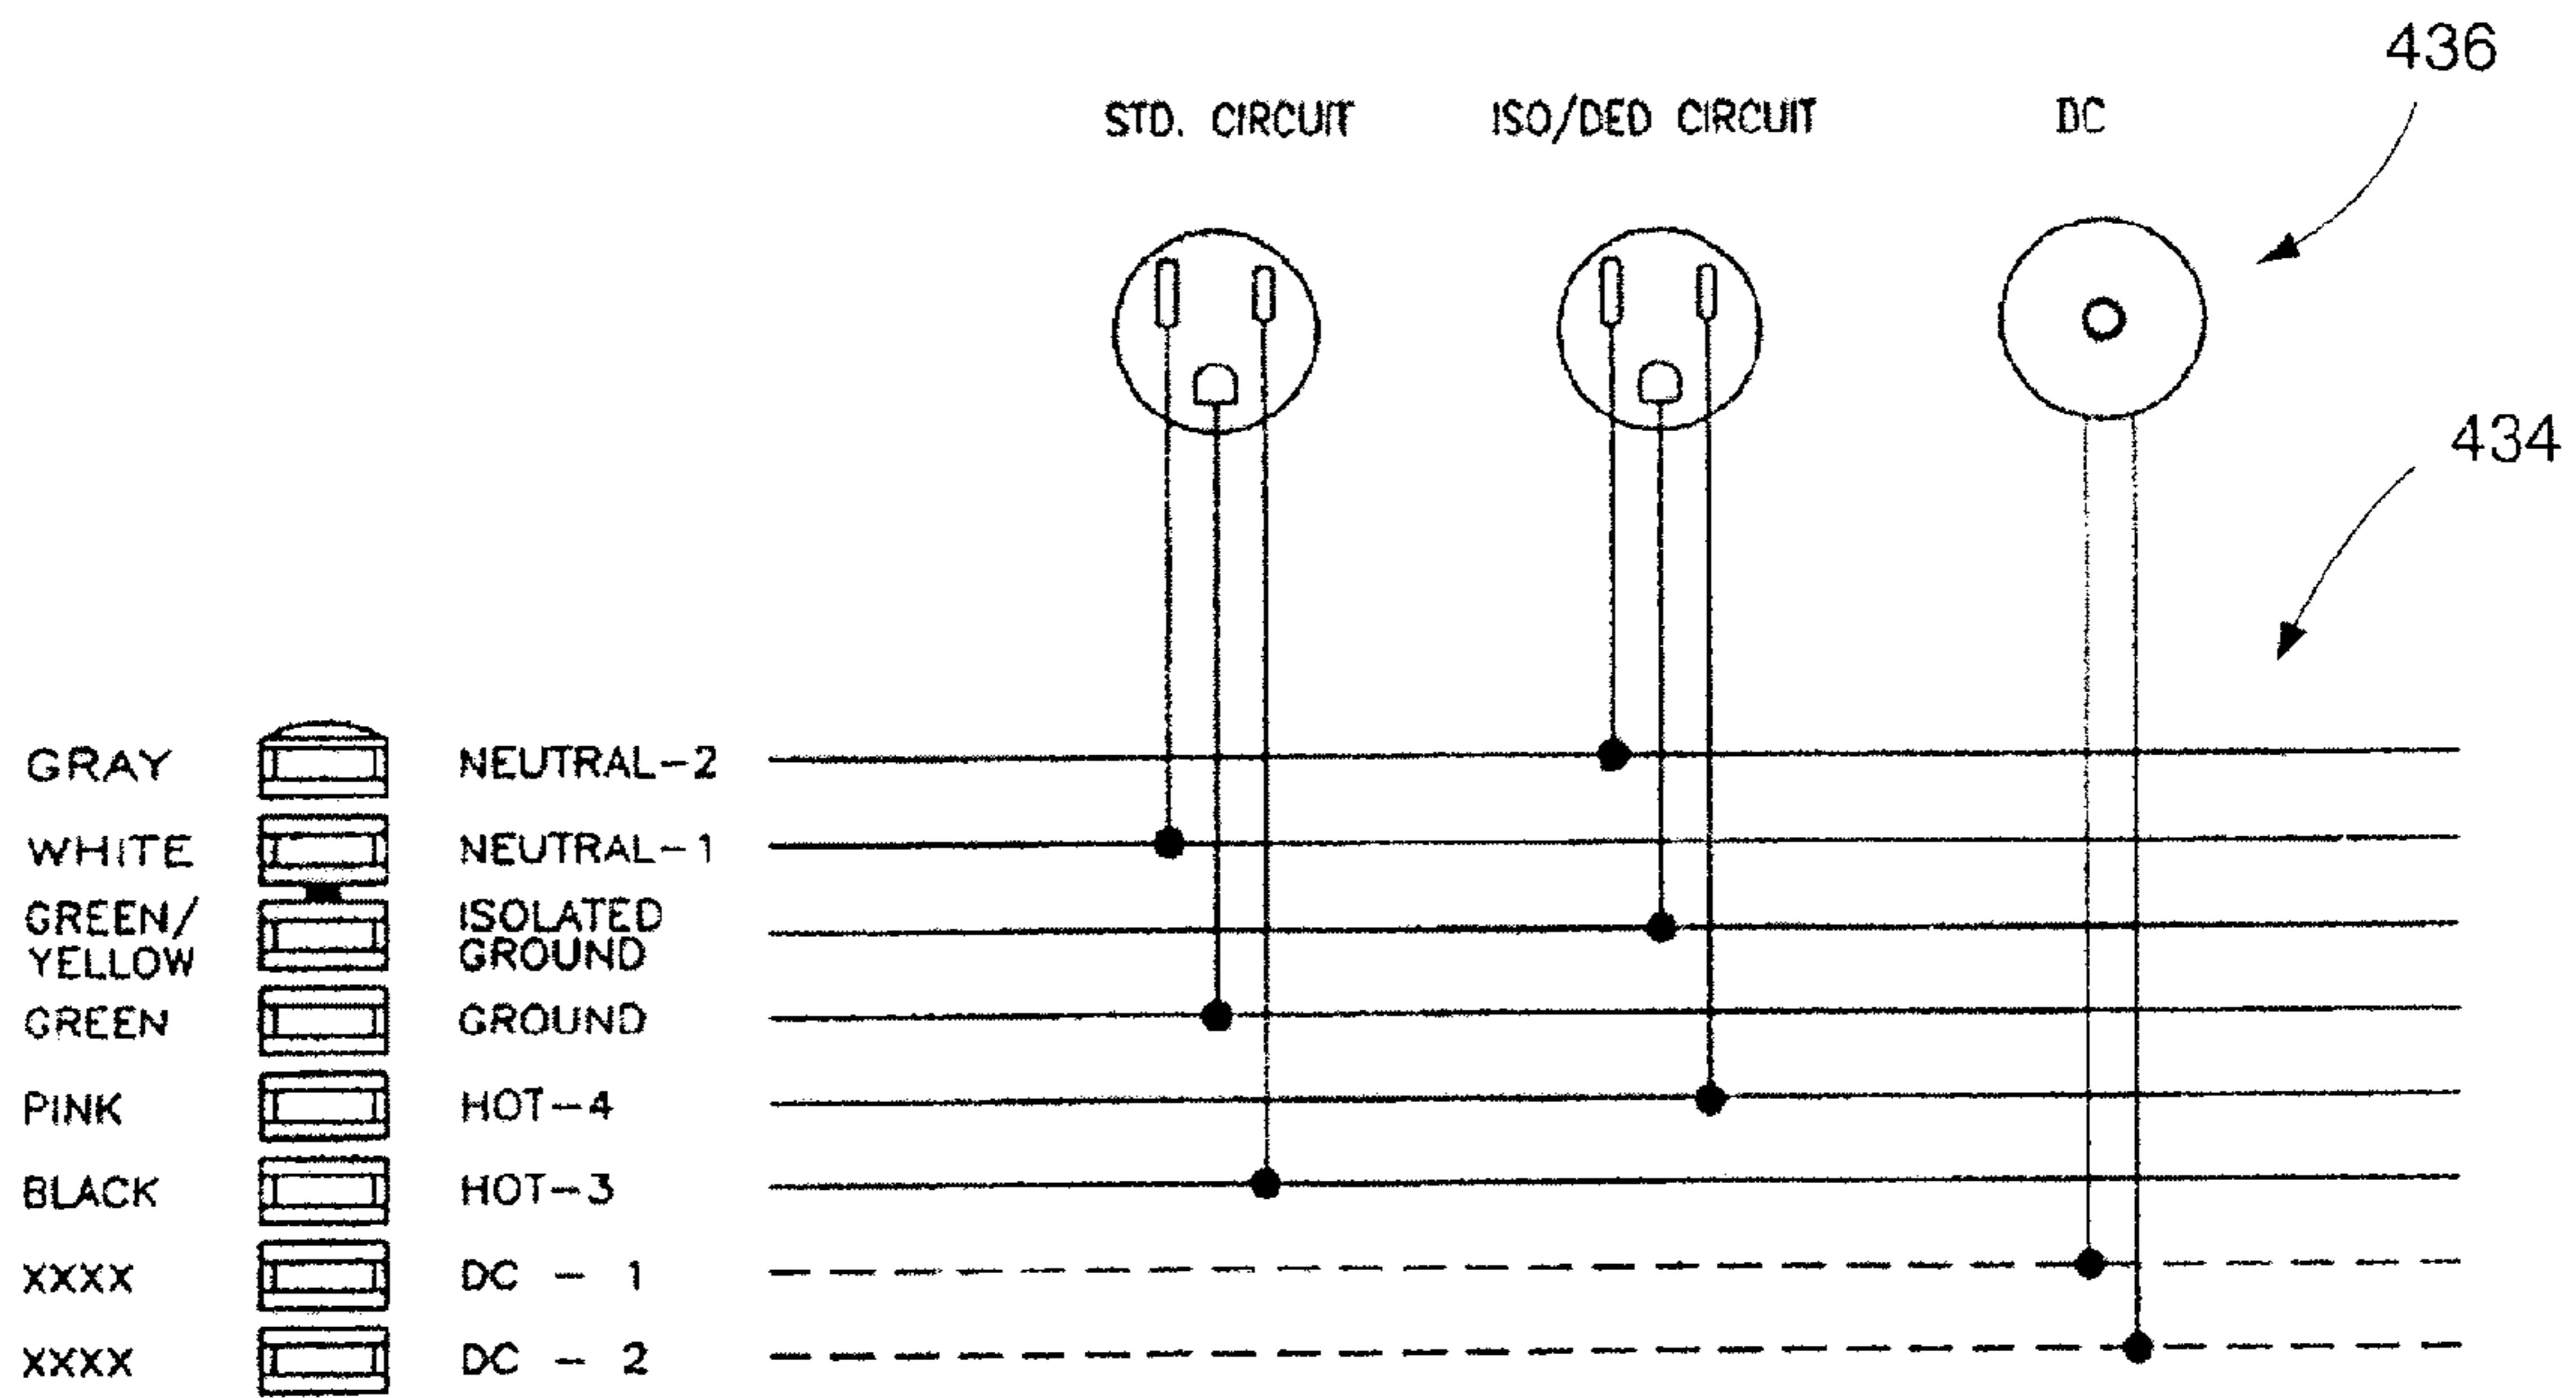 436
STD. CIRCUIT
ISO/DED CIRCUIT
DC
434
GRAY
NEUTRAL-2
WHITE
NEUTRAL-1
GREEN/
YELLOW
ISOLATED
GROUND
GREEN
GROUND
PINK
HOT-4
BLACK
HOT-3
XXXX
DC - 1
XXXX
DC - 2